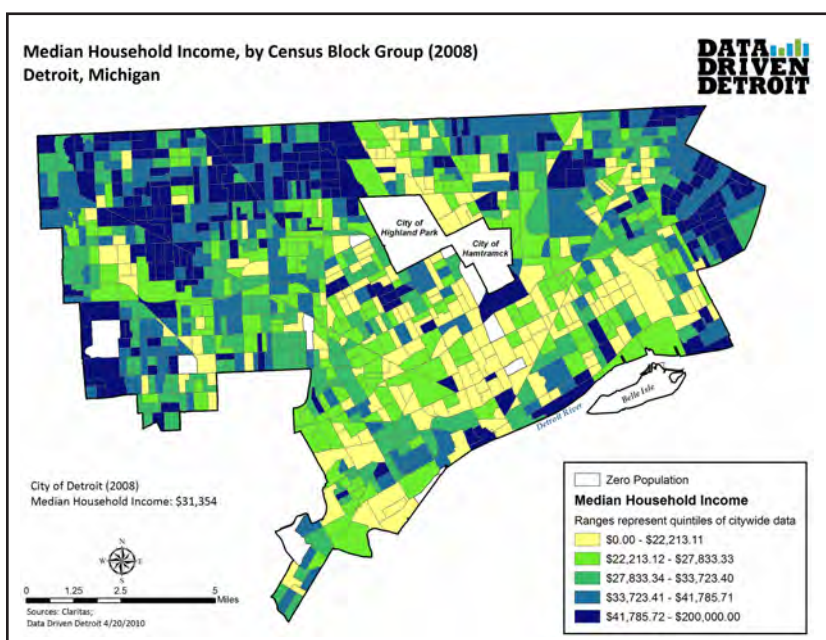 Median Household Income, by Census Block Group (2008)
Detroit, Michigan
DATA
DRIVEN
DETROIT
City of
Highland Park
City of
Hamtramck
Belle Isle
Detroit River
City of Detroit (2008)
Median Household Income: $31,354
N
W
E
S
0 1.25 2.5 5
Miles
Sources: Claritas;
Data Driven Detroit 4/20/2010
Zero Population
Median Household Income
Ranges represent quintiles of citywide data
$0.00 - $22,213.11
$22,213.12 - $27,833.33
$27,833.34 - $33,723.40
$33,723.41 - $41,785.71
$41,785.72 - $200,000.00